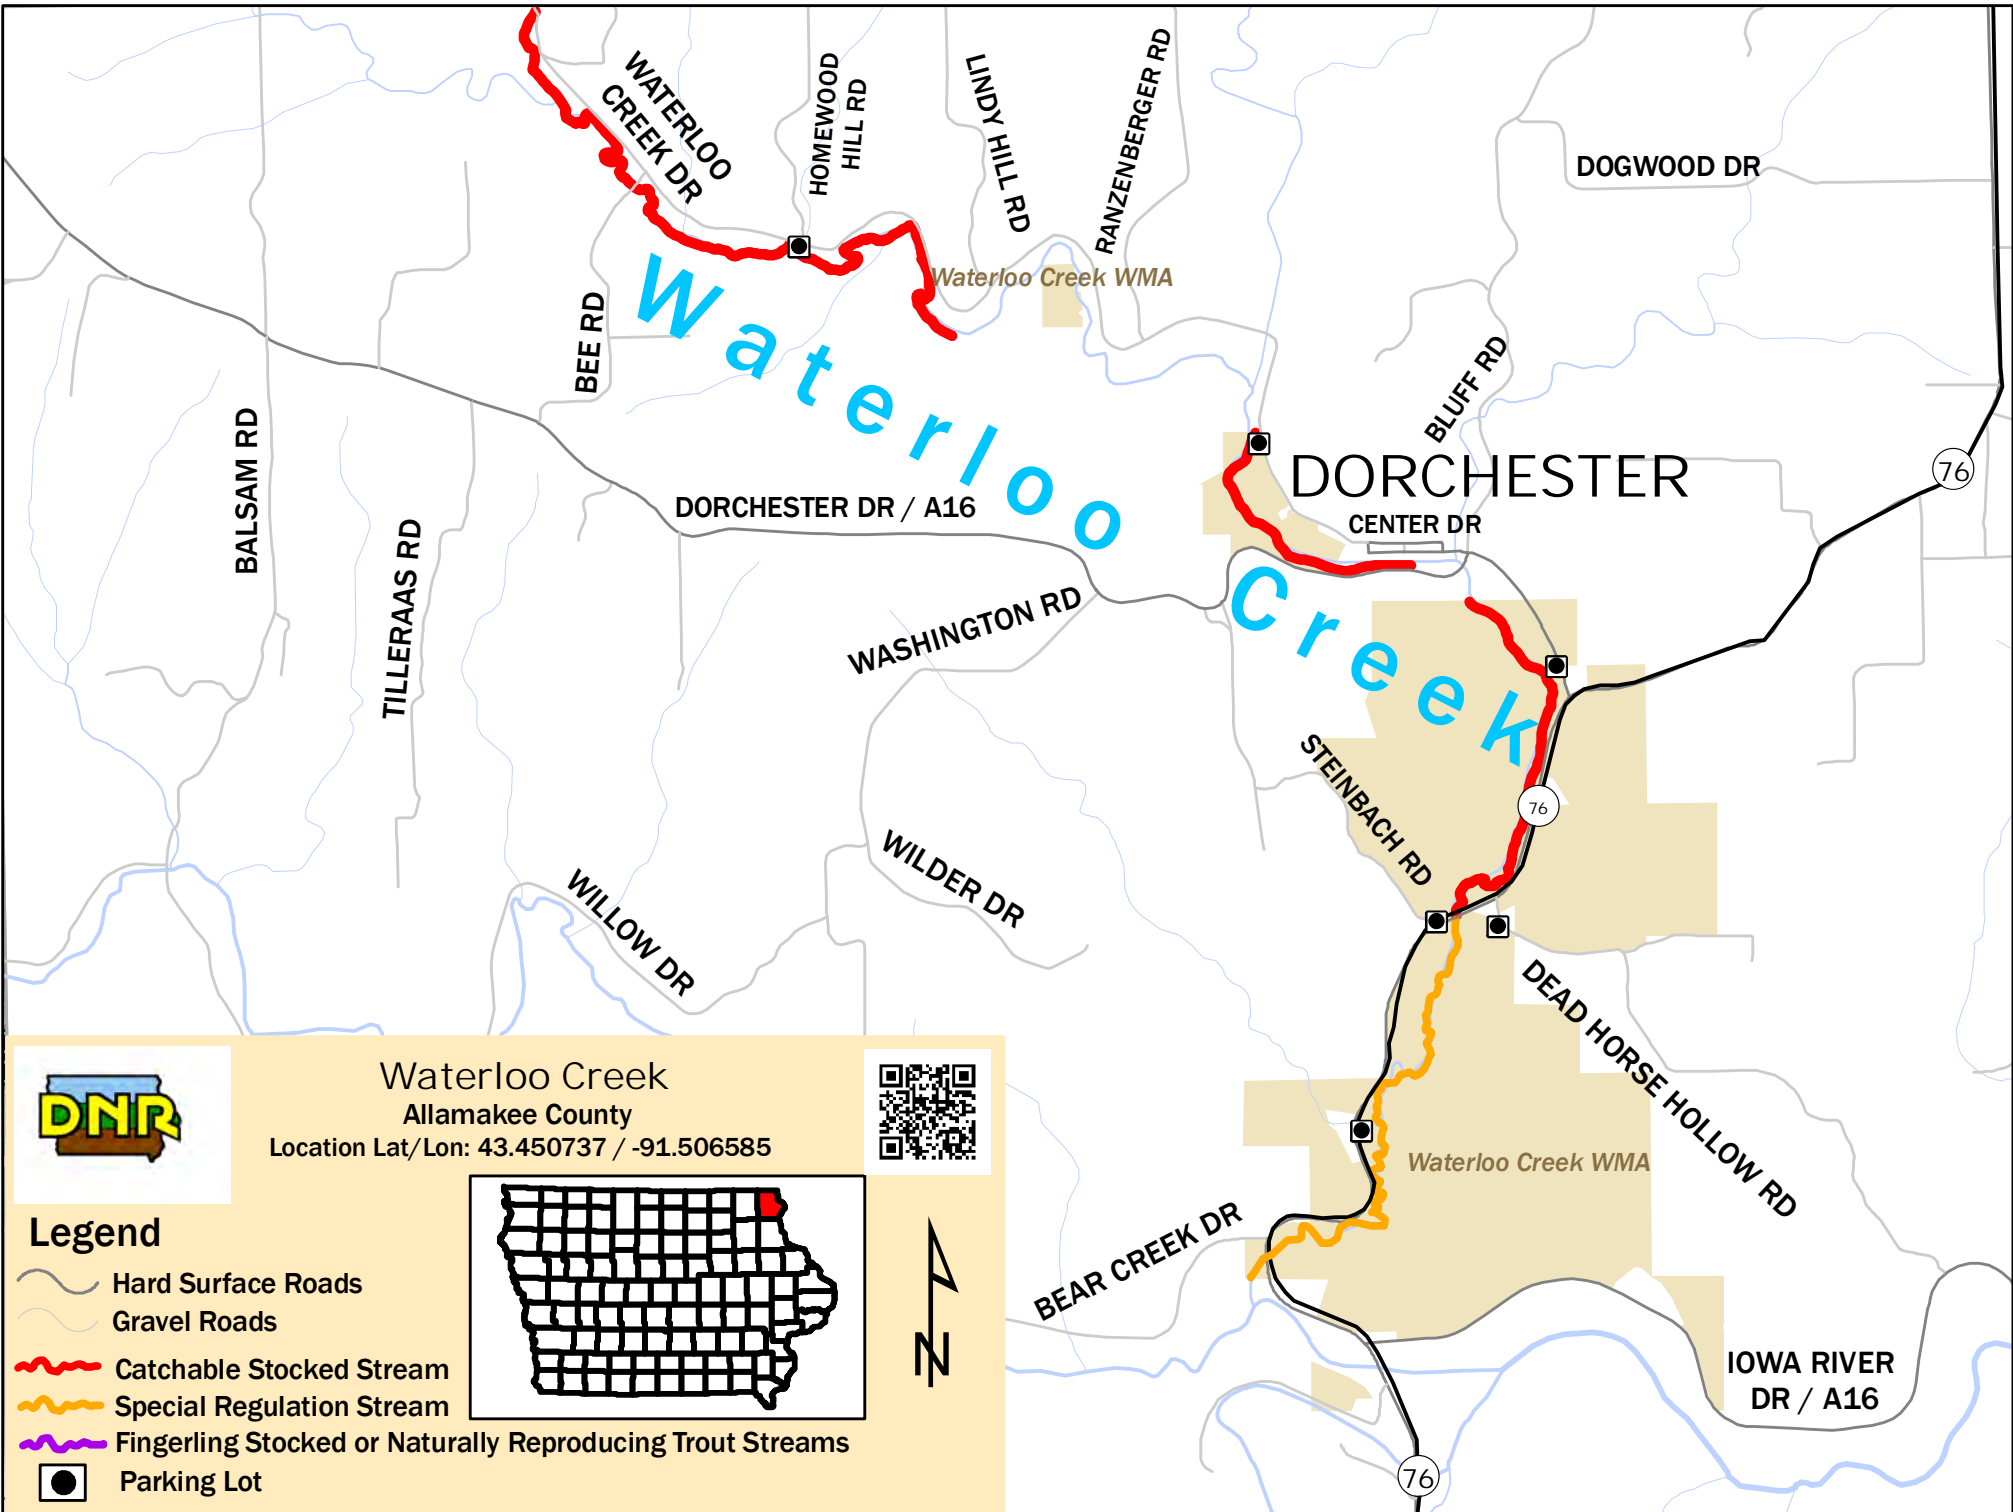 WATERLOO
CREEK DR
HOMEWOOD
HILL RD
LINDY HILL RD
RANZENBERGER RD
DOGWOOD DR
Waterloo Creek WMA
BEE RD
BLUFF RD
BALSAM RD
Waterloo
Creek
DORCHESTER
76
DORCHESTER DR / A16
CENTER DR
TILLERAAS RD
WASHINGTON RD
STEINBACH RD
76
WILDER DR
WILLOW DR
DEAD HORSE HOLLOW RD
Waterloo Creek WMA
BEAR CREEK DR
IOWA RIVER
DR / A16
76
DNR
Waterloo Creek
Allamakee County
Location Lat/Lon: 43.450737 / -91.506585
Legend
Hard Surface Roads
Gravel Roads
Catchable Stocked Stream
Special Regulation Stream
Fingerling Stocked or Naturally Reproducing Trout Streams
Parking Lot
N